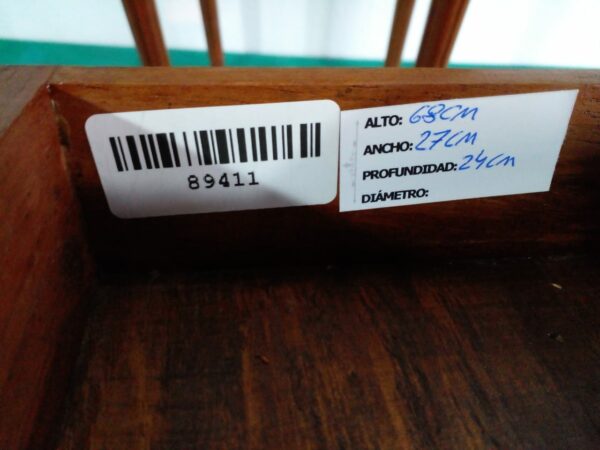 89411
ALTO: 68CM
ANCHO: 27CM
PROFUNDIDAD: 24CM
DIÁMETRO: